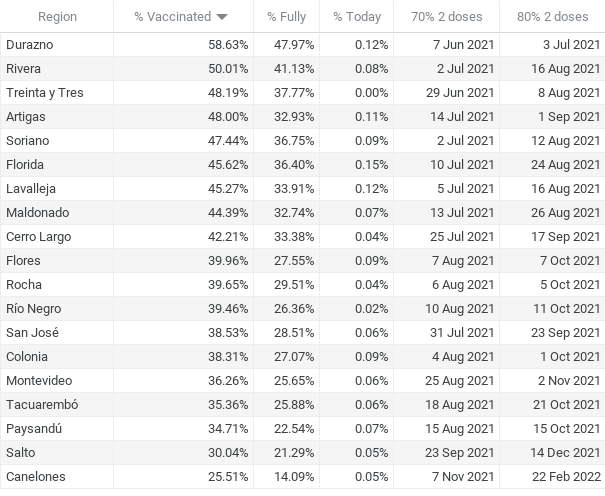 Region % Vaccinated % Fully % Today 70% 2 doses 80% 2 doses
Durazno 58.63% 47.97% 0.12% 7 Jun 2021 3 Jul 2021
Rivera 50.01% 41.13% 0.08% 2 Jul 2021 16 Aug 2021
Treinta y Tres 48.19% 37.77% 0.00% 29 Jun 2021 8 Aug 2021
Artigas 48.00% 32.93% 0.11% 14 Jul 2021 1 Sep 2021
Soriano 47.44% 36.75% 0.09% 2 Jul 2021 12 Aug 2021
Florida 45.62% 36.40% 0.15% 10 Jul 2021 24 Aug 2021
Lavalleja 45.27% 33.91% 0.12% 5 Jul 2021 16 Aug 2021
Maldonado 44.39% 32.74% 0.07% 13 Jul 2021 26 Aug 2021
Cerro Largo 42.21% 33.38% 0.04% 25 Jul 2021 17 Sep 2021
Flores 39.96% 27.55% 0.09% 7 Aug 2021 7 Oct 2021
Rocha 39.65% 29.51% 0.04% 6 Aug 2021 5 Oct 2021
Río Negro 39.46% 26.36% 0.02% 10 Aug 2021 11 Oct 2021
San José 38.53% 28.51% 0.06% 31 Jul 2021 23 Sep 2021
Colonia 38.31% 27.07% 0.09% 4 Aug 2021 1 Oct 2021
Montevideo 36.26% 25.65% 0.06% 25 Aug 2021 2 Nov 2021
Tacuarembó 35.36% 25.88% 0.06% 18 Aug 2021 21 Oct 2021
Paysandú 34.71% 22.54% 0.07% 15 Aug 2021 15 Oct 2021
Salto 30.04% 21.29% 0.05% 23 Sep 2021 14 Dec 2021
Canelones 25.51% 14.09% 0.05% 7 Nov 2021 22 Feb 2022